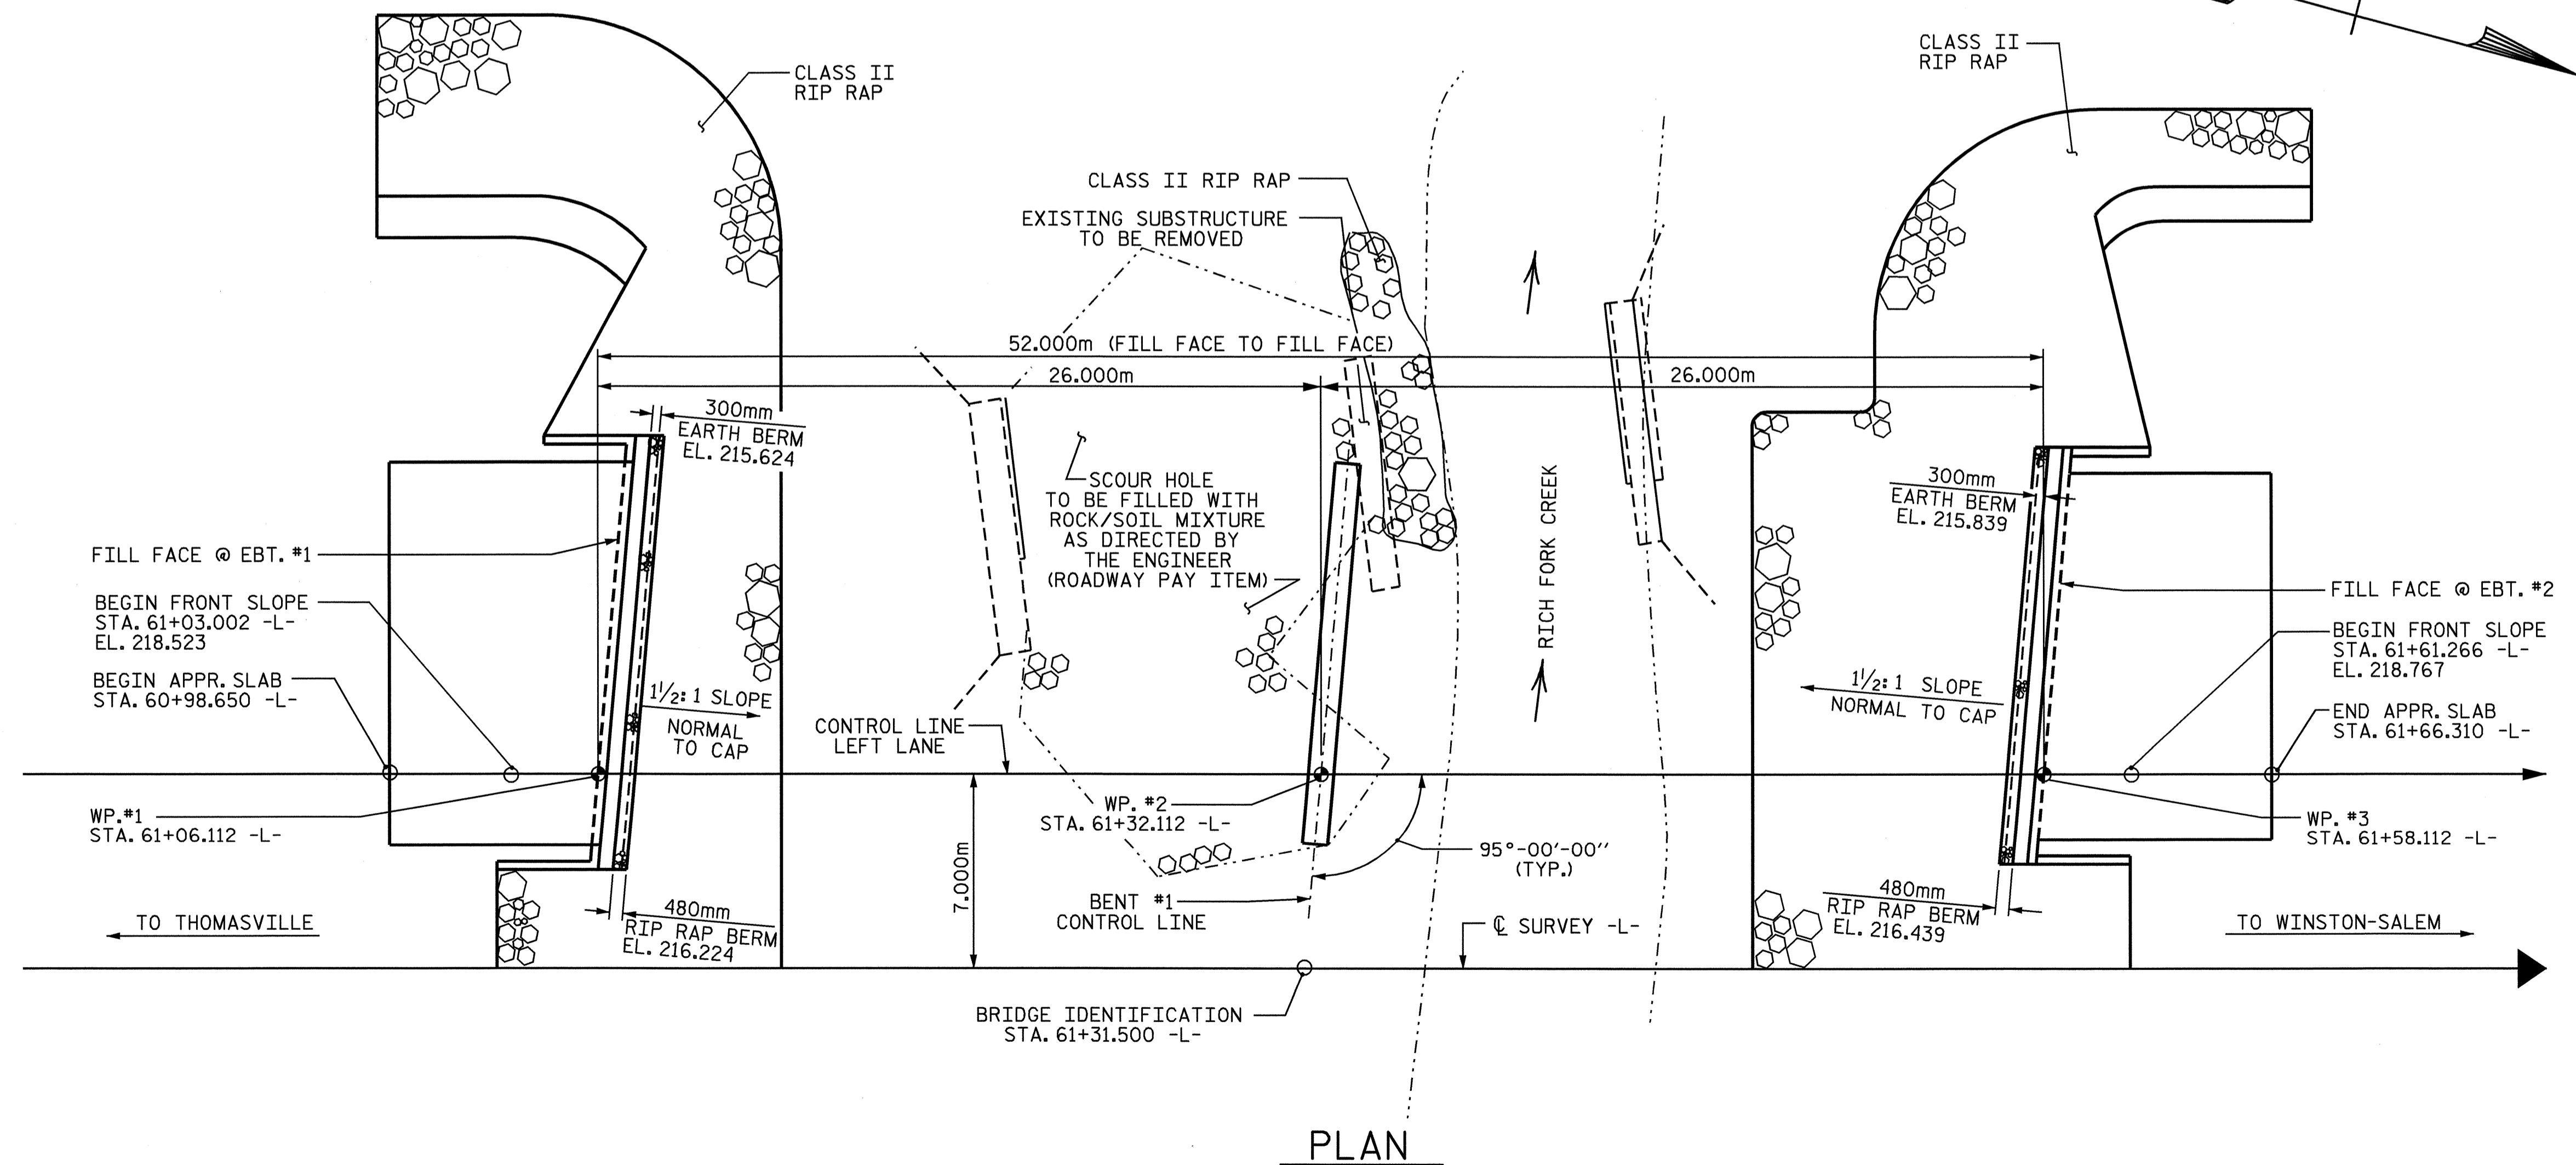 CLASS II
RIP RAP
CLASS II
RIP RAP
CLASS II RIP RAP
EXISTING SUBSTRUCTURE
TO BE REMOVED
52.000m (FILL FACE TO FILL FACE)
26.000m
26.000m
300mm
EARTH BERM
EL. 215.624
SCOUR HOLE
TO BE FILLED WITH
ROCK/SOIL MIXTURE
AS DIRECTED BY
THE ENGINEER
(ROADWAY PAY ITEM)
RICH FORK CREEK
300mm
EARTH BERM
EL. 215.839
FILL FACE @ EBT. #1
BEGIN FRONT SLOPE
STA. 61+03.002 -L-
EL. 218.523
BEGIN APPR. SLAB
STA. 60+98.650 -L-
1½:1 SLOPE
NORMAL
TO CAP
CONTROL LINE
LEFT LANE
1½:1 SLOPE
NORMAL TO CAP
FILL FACE @ EBT. #2
BEGIN FRONT SLOPE
STA. 61+61.266 -L-
EL. 218.767
END APPR. SLAB
STA. 61+66.310 -L-
WP.#1
STA. 61+06.112 -L-
WP. #2
STA. 61+32.112 -L-
WP. #3
STA. 61+58.112 -L-
95°-00'-00''
(TYP.)
7.000m
BENT #1
CONTROL LINE
480mm
RIP RAP BERM
EL. 216.224
480mm
RIP RAP BERM
EL. 216.439
TO THOMASVILLE
℄ SURVEY -L-
TO WINSTON-SALEM
BRIDGE IDENTIFICATION
STA. 61+31.500 -L-
PLAN